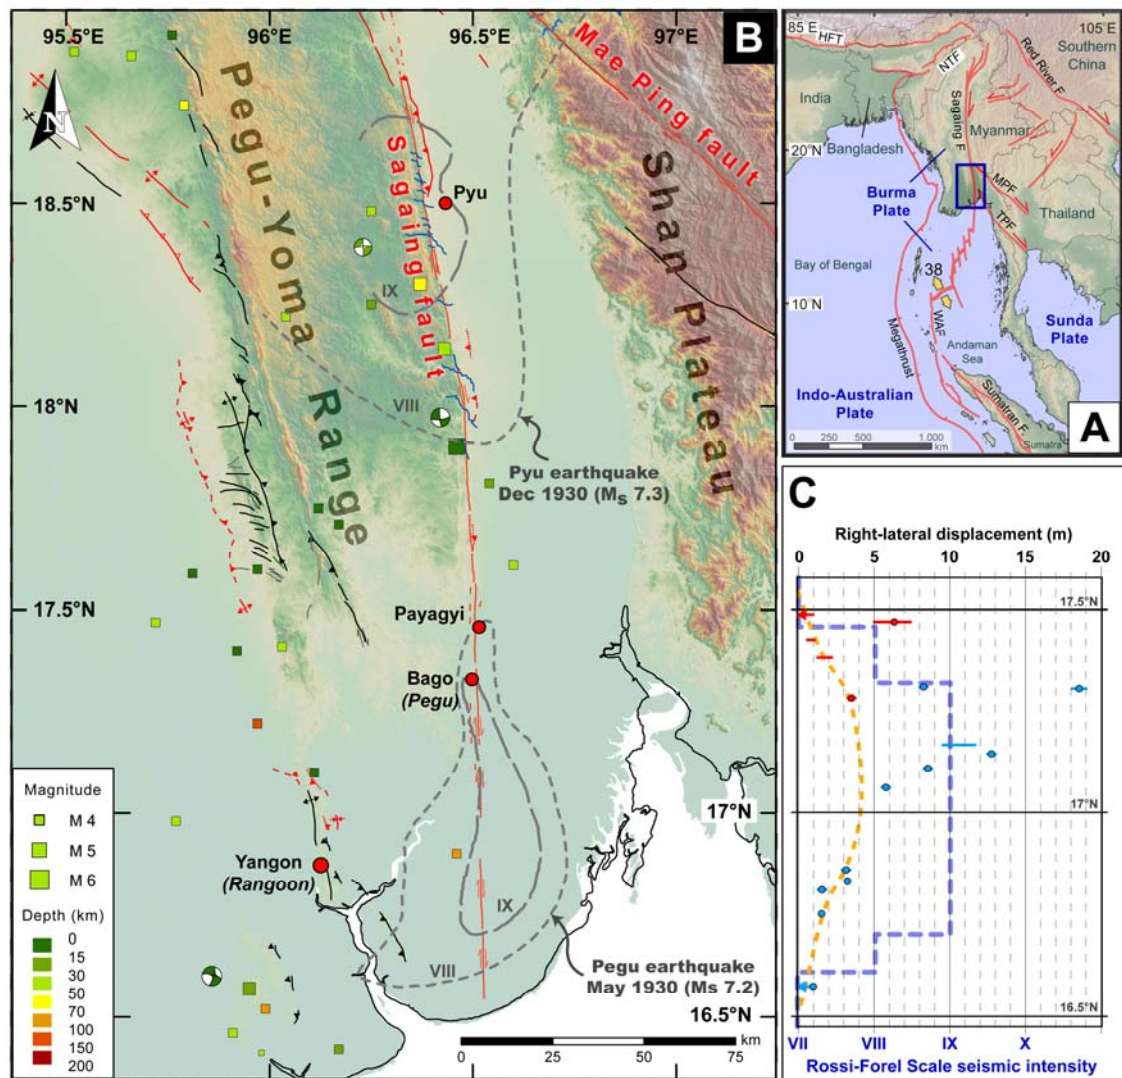 95.5°E
96°E
96.5°E
97°E
B
N
Pegu-Yoma
Range
Sagaing fault
Mae Ping fault
Shan Plateau
18.5°N
Pyu
IX
18°N
VIII
Pyu earthquake
Dec 1930 (Ms 7.3)
17.5°N
Payagyi
Bago
(Pegu)
17°N
Yangon
(Rangoon)
IX
VIII
Pegu earthquake
May 1930 (Ms 7.2)
16.5°N
0 25 50 75
km
Magnitude
M 4
M 5
M 6
Depth (km)
0
15
30
50
70
100
150
200
85°E
105°E
HFT
NTF
Red River F.
Southern
China
India
Sagaing F.
Myanmar
20°N
Bangladesh
Burma
Plate
MPF
TPF
Thailand
Bay of Bengal
38
10°N
WAF
Megathrust
Andaman
Sea
Sunda
Plate
Indo-Australian
Plate
Sumatran F.
Sumatra
0 250 500 1,000
km
A
C
Right-lateral displacement (m)
0 5 10 15 20
17.5°N
17°N
16.5°N
VII VIII IX X
Rossi-Forel Scale seismic intensity